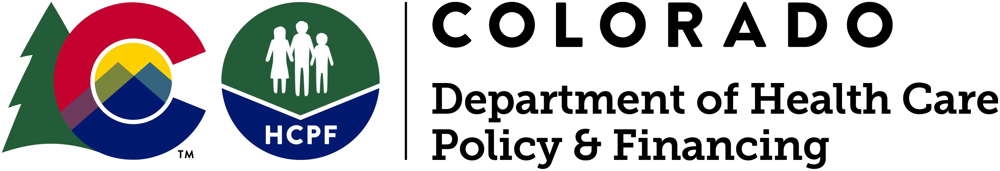 TM
HCPF
COLORADO
Department of Health Care
Policy & Financing